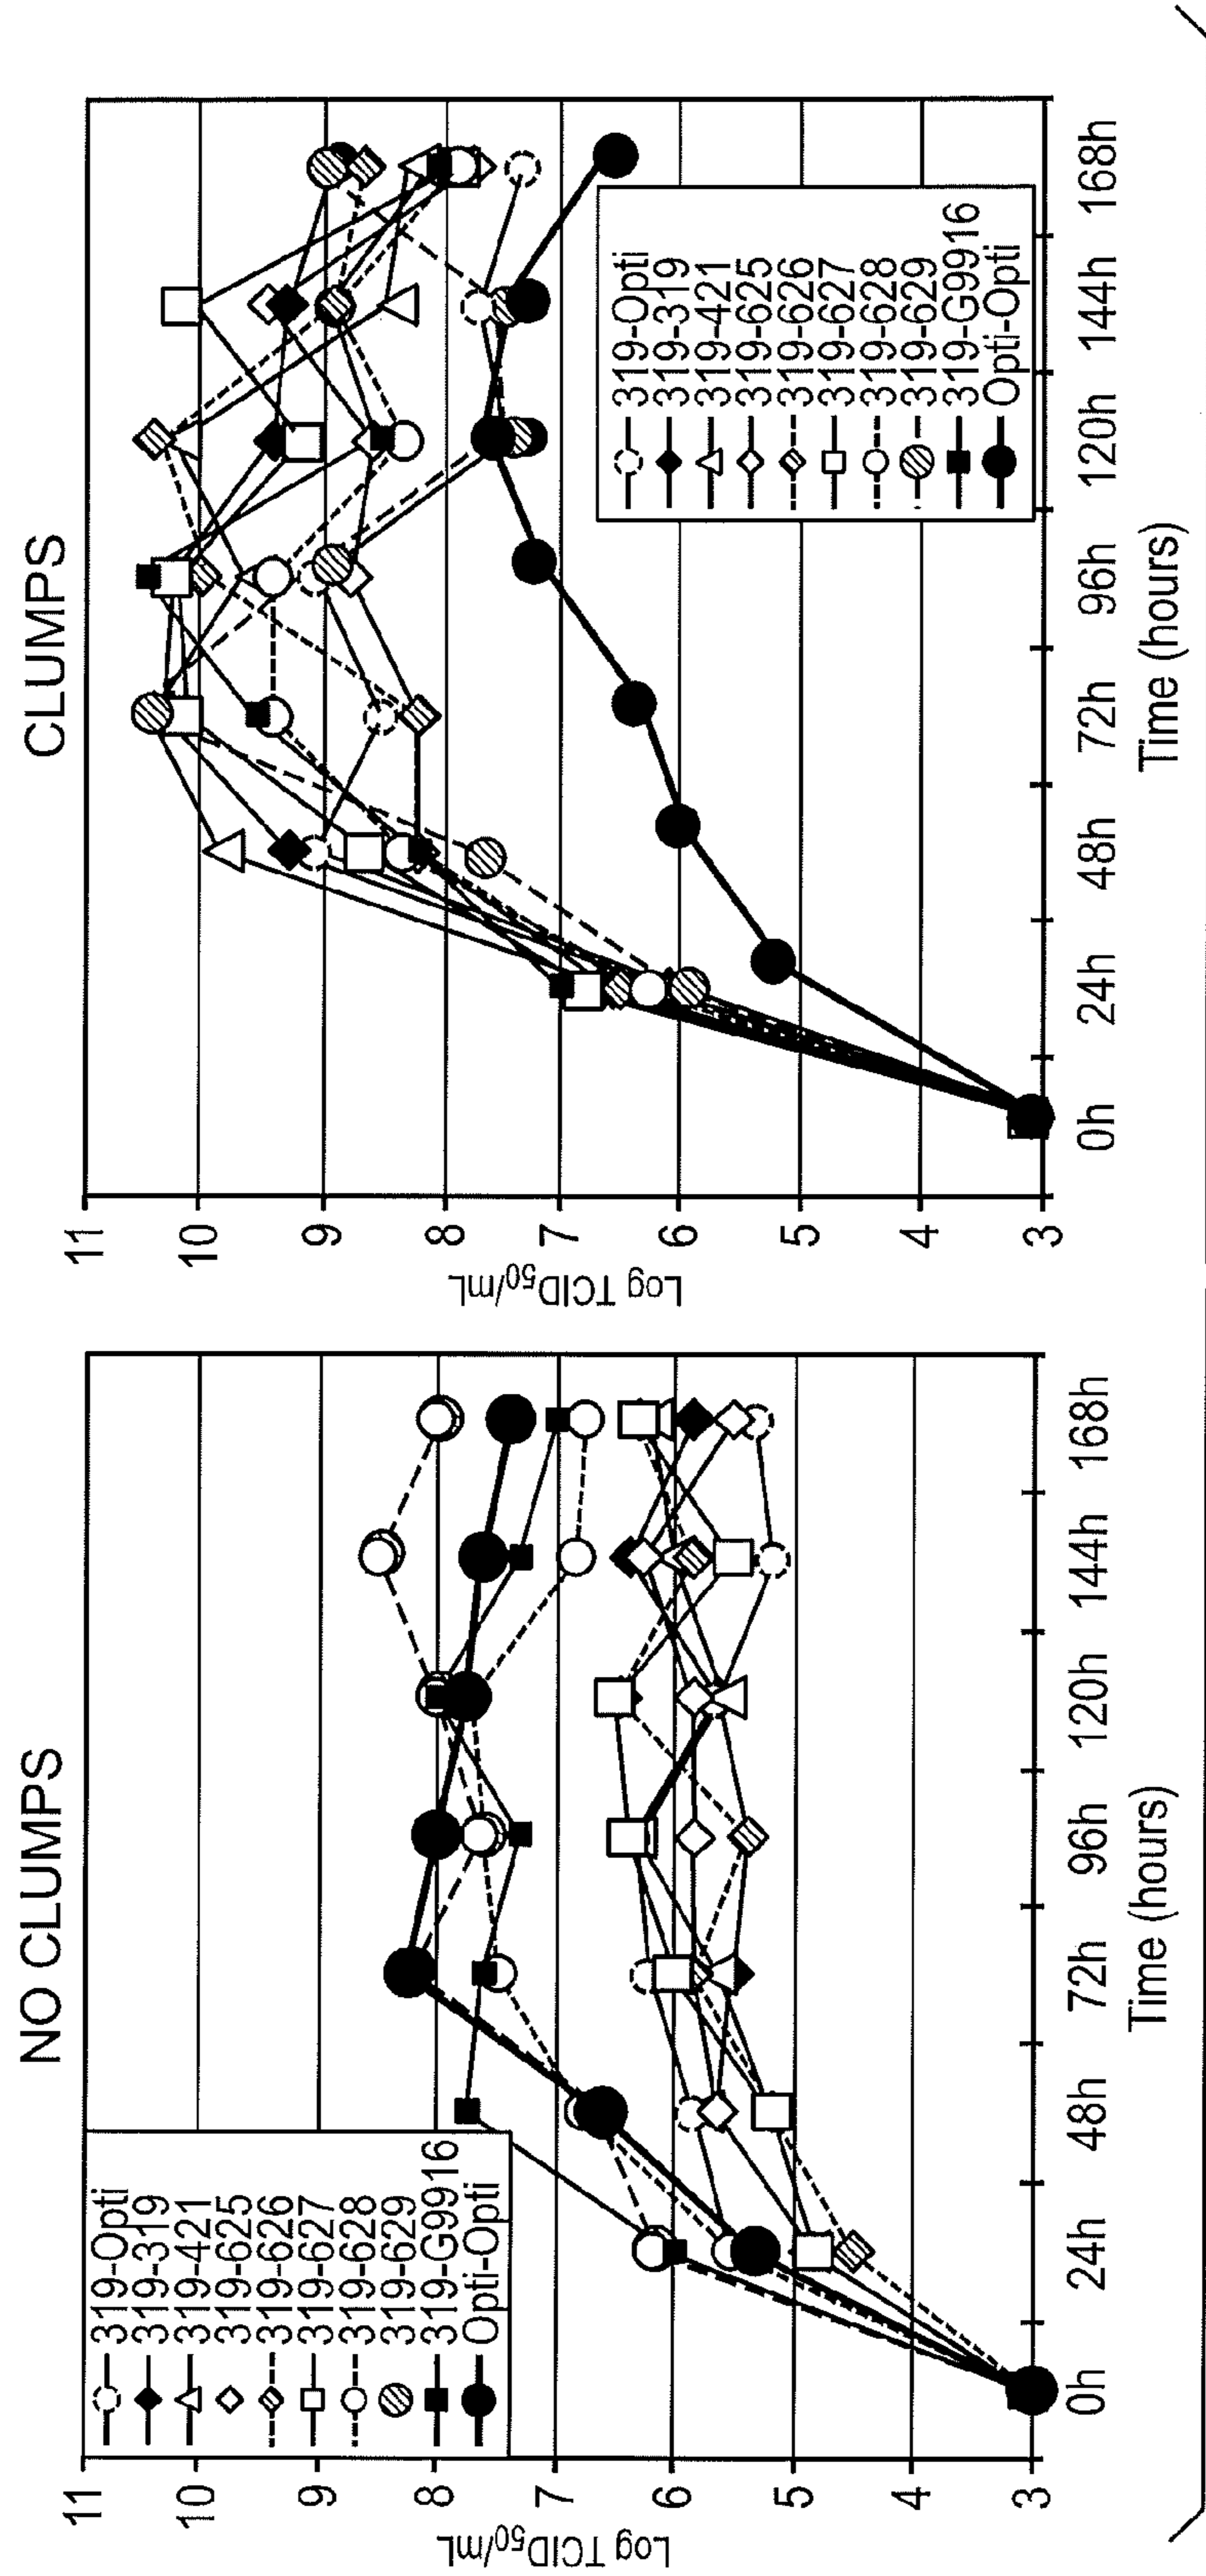 NO CLUMPS
319-Opti
319-319
319-421
319-625
319-626
319-627
319-628
319-629
319-G9916
Opti-Opti
Log TCID50/mL
11
10
9
8
7
6
5
4
3
0h 24h 48h 72h 96h 120h 144h 168h
Time (hours)
CLUMPS
Log TCID50/mL
11
10
9
8
7
6
5
4
3
319-Opti
319-319
319-421
319-625
319-626
319-627
319-628
319-629
319-G9916
Opti-Opti
0h 24h 48h 72h 96h 120h 144h 168h
Time (hours)